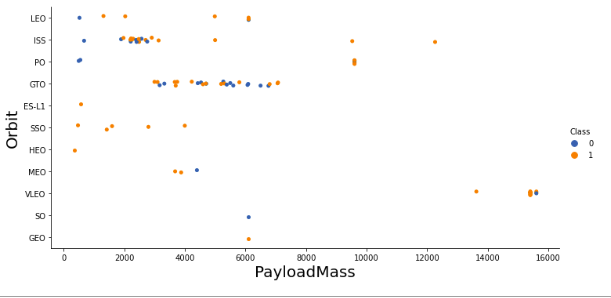 LEO
ISS
PO
GTO
ES-L1
SSO
HEO
MEO
VLEO
SO
GEO
Orbit
0 2000 4000 6000 8000 10000 12000 14000 16000
PayloadMass
Class
0
1